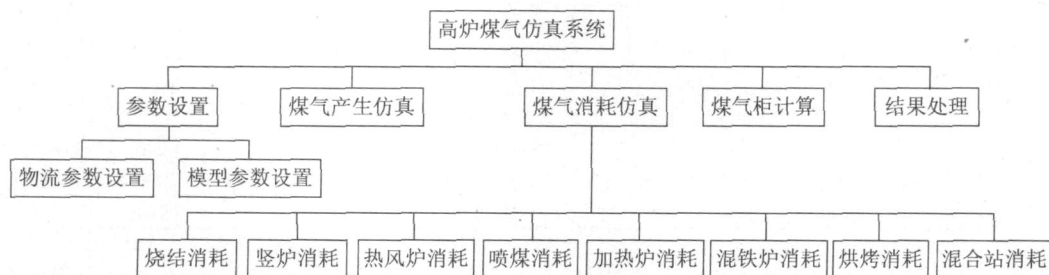 高炉煤气仿真系统
参数设置
煤气产生仿真
煤气消耗仿真
煤气柜计算
结果处理
物流参数设置
模型参数设置
烧结消耗
竖炉消耗
热风炉消耗
喷煤消耗
加热炉消耗
混铁炉消耗
烘烤消耗
混合站消耗